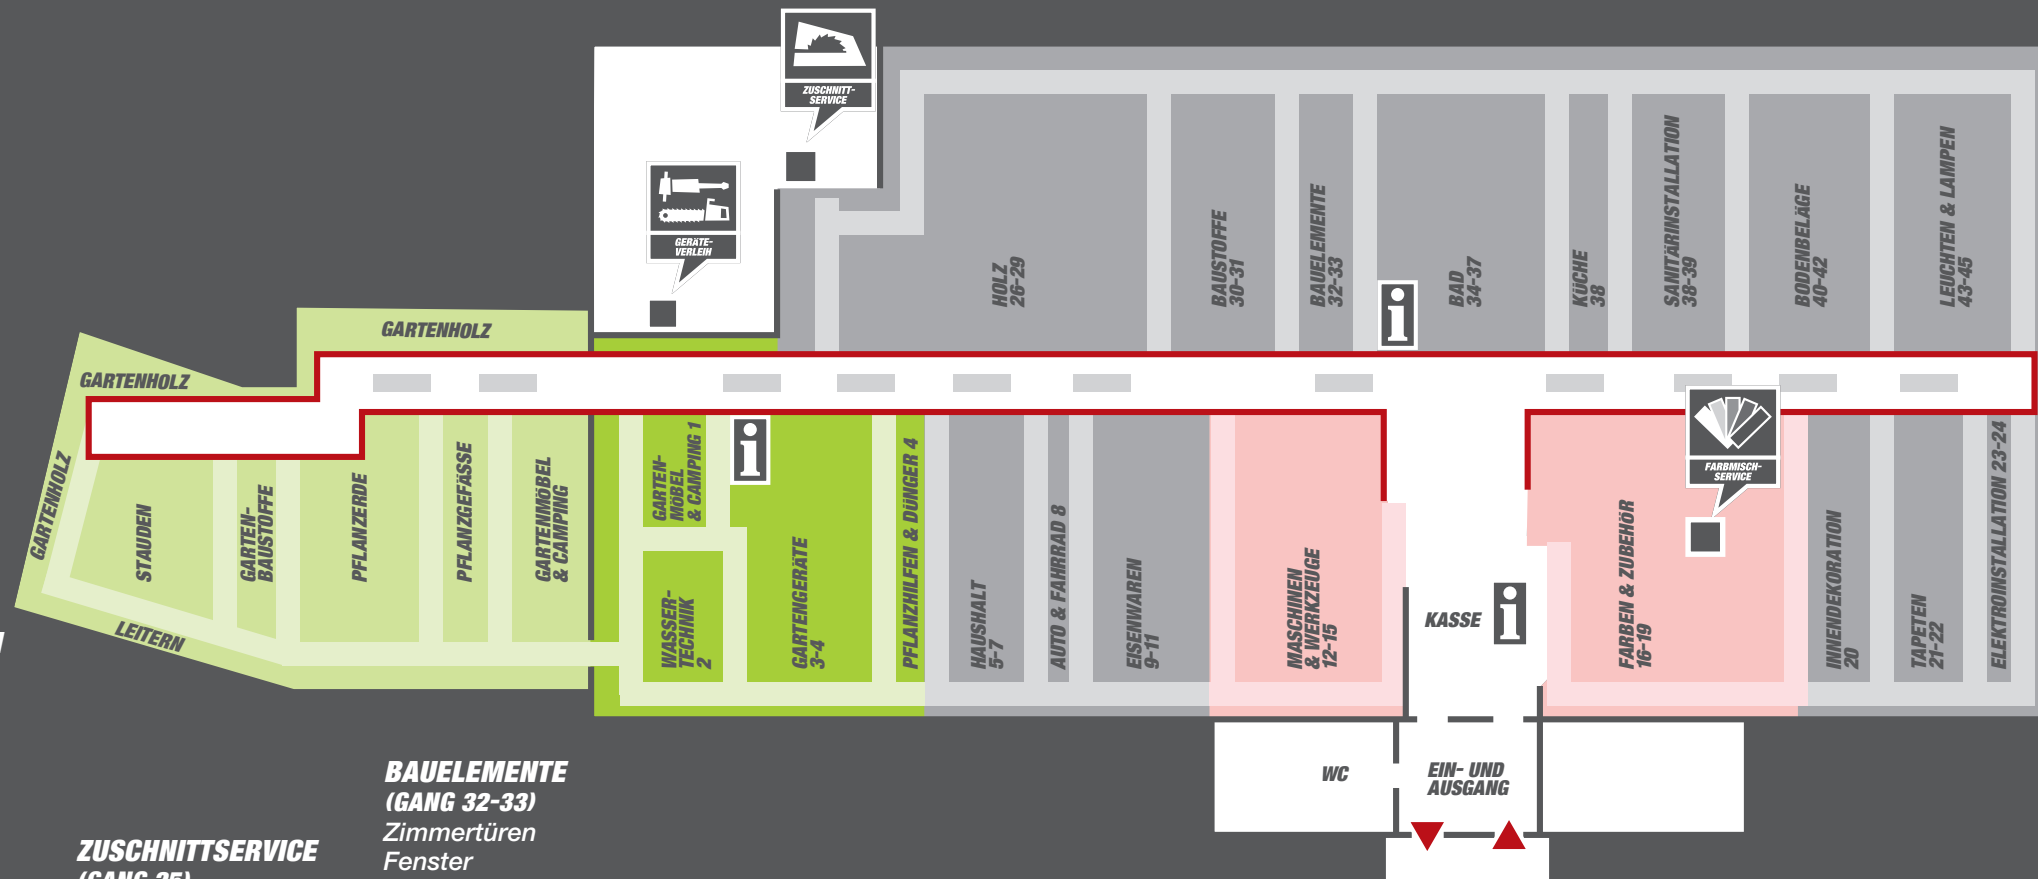 ZUSCHNITT-
SERVICE
GERÄTE-
VERLEIH
HOLZ
26-29
BAUSTOFFE
30-31
BAUELEMENTE
32-33
BAD
34-37
KÜCHE
38
SANITÄRINSTALLATION
38-39
BODENBELÄGE
40-42
LEUCHTEN & LAMPEN
43-45
i
GARTENHOLZ
GARTENHOLZ
GARTENHOLZ
STAUDEN
GARTEN-
BAUSTOFFE
PFLANZERDE
PFLANZGEFÄSSE
GARTENMÖBEL
& CAMPING
LEITERN
GARTEN-
MÖBEL
& CAMPING 1
i
WASSER-
TECHNIK
2
GARTENGERÄTE
3-4
PFLANZHILFEN & DÜNGER 4
HAUSHALT
5-7
AUTO & FAHRRAD 8
EISENWAREN
9-11
MASCHINEN
& WERKZEUGE
12-15
KASSE
i
FARBEN & ZUBEHÖR
16-19
FARBMISCH-
SERVICE
INNENDEKORATION
20
TAPETEN
21-22
ELEKTROINSTALLATION 23-24
WC
EIN- UND
AUSGANG
BAUELEMENTE
(GANG 32-33)
Zimmertüren
Fenster
ZUSCHNITTSERVICE
(GANG 25)